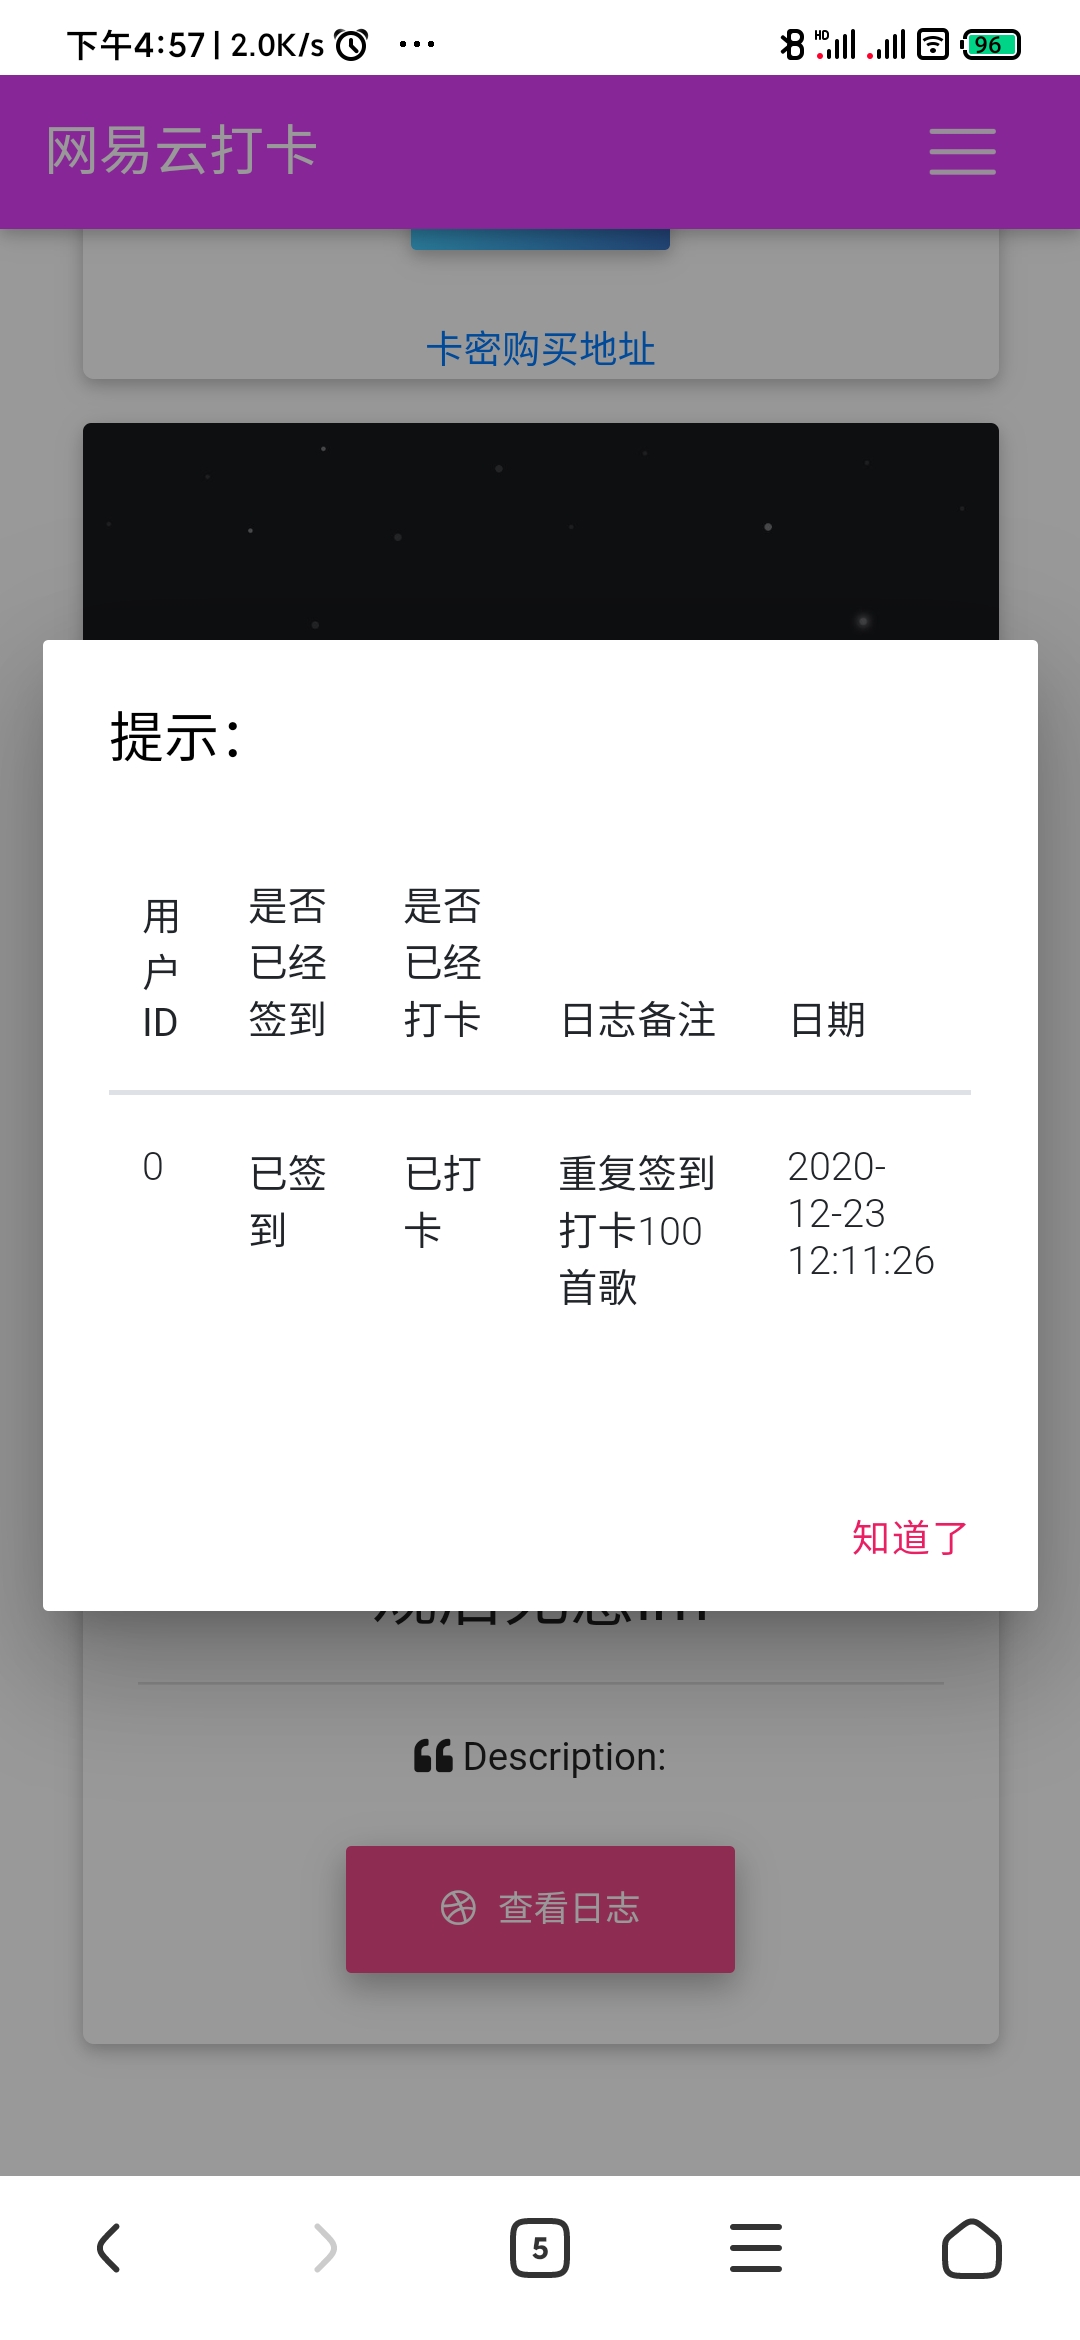 下午4:57 | 2.0K/s ...
HD
96
网易云打卡
卡密购买地址
提示：
用户ID
是否已经签到
是否已经打卡
日志备注
日期
0
已签到
已打卡
重复签到打卡100首歌
2020-12-23 12:11:26
知道了
Description:
查看日志
5